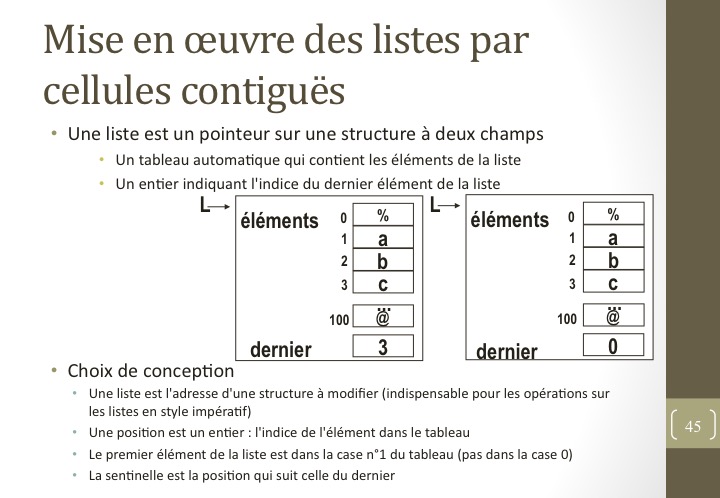 Mise en œuvre des listes par
cellules contiguës
• Une liste est un pointeur sur une structure à deux champs
• Un tableau automatique qui contient les éléments de la liste
• Un entier indiquant l'indice du dernier élément de la liste
L
éléments
0 %
1 a
2 b
3 c
...
100 @
dernier 3
L
éléments
0 %
1 a
2 b
3 c
...
100 @
dernier 0
• Choix de conception
• Une liste est l'adresse d'une structure à modifier (indispensable pour les opérations sur
les listes en style impératif)
• Une position est un entier : l'indice de l'élément dans le tableau
• Le premier élément de la liste est dans la case n°1 du tableau (pas dans la case 0)
• La sentinelle est la position qui suit celle du dernier
45